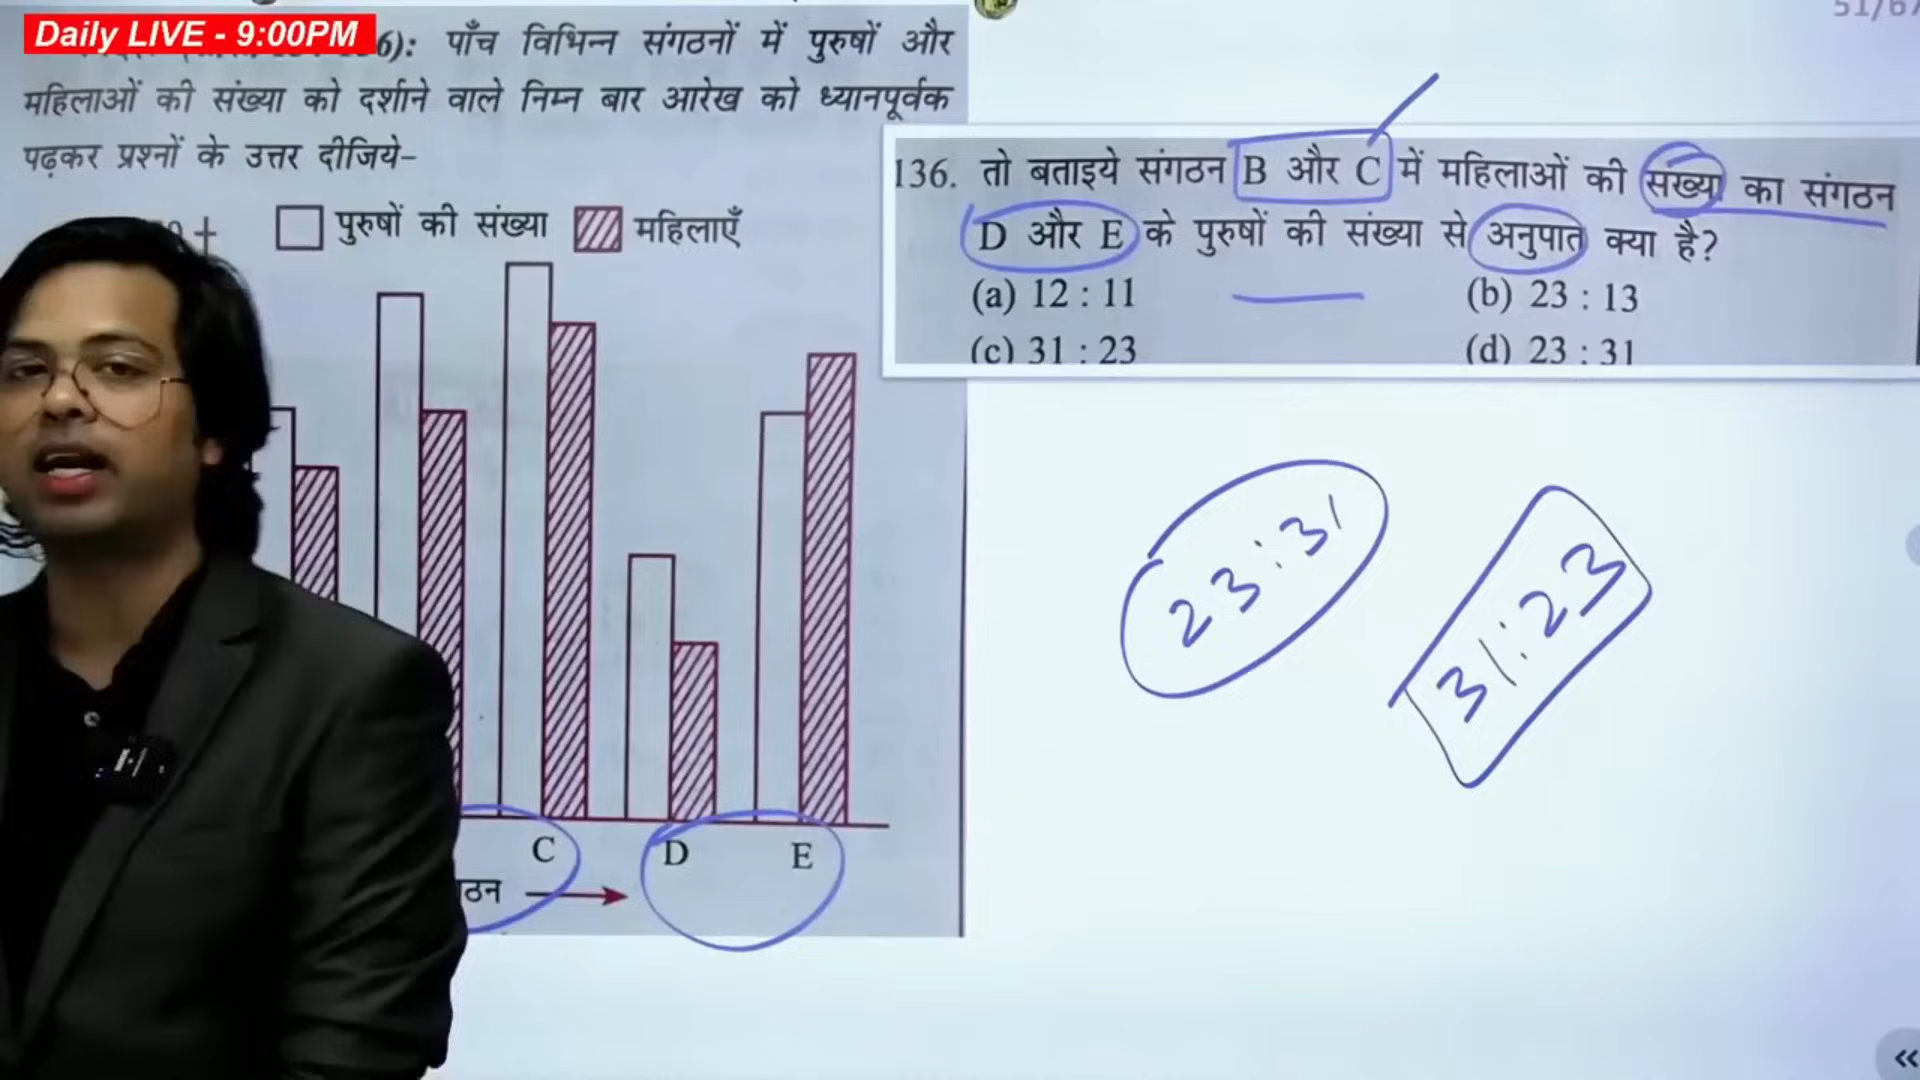 Daily LIVE - 9:00PM
6): पाँच विभिन्न संगठनों में पुरुषों और
महिलाओं की संख्या को दर्शाने वाले निम्न बार आरेख को ध्यानपूर्वक
पढ़कर प्रश्नों के उत्तर दीजिये-
पुरुषों की संख्या महिलाएँ
C D E
गठन
136. तो बताइये संगठन B और C में महिलाओं की संख्या का संगठन
D और E के पुरुषों की संख्या से अनुपात क्या है?
(a) 12 : 11 (b) 23 : 13
(c) 31 : 23 (d) 23 : 31
23:31
31:23